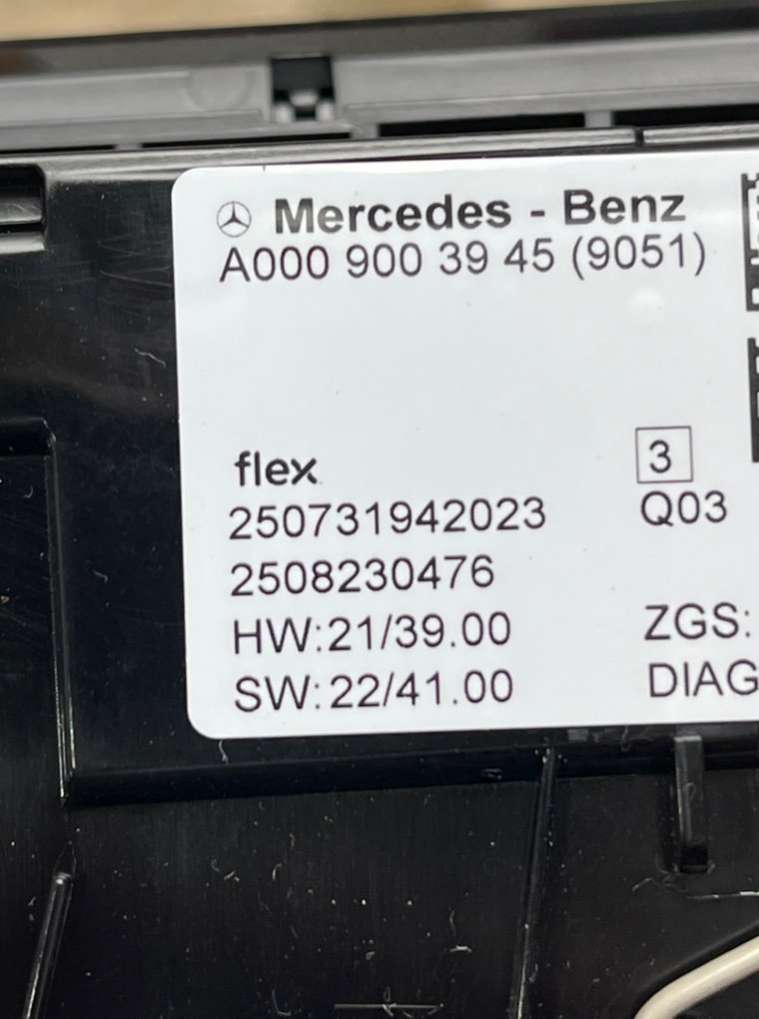 Mercedes - Benz
A000 900 39 45 (9051)
flex
3
250731942023
Q03
2508230476
HW:21/39.00
ZGS:
SW:22/41.00
DIAG